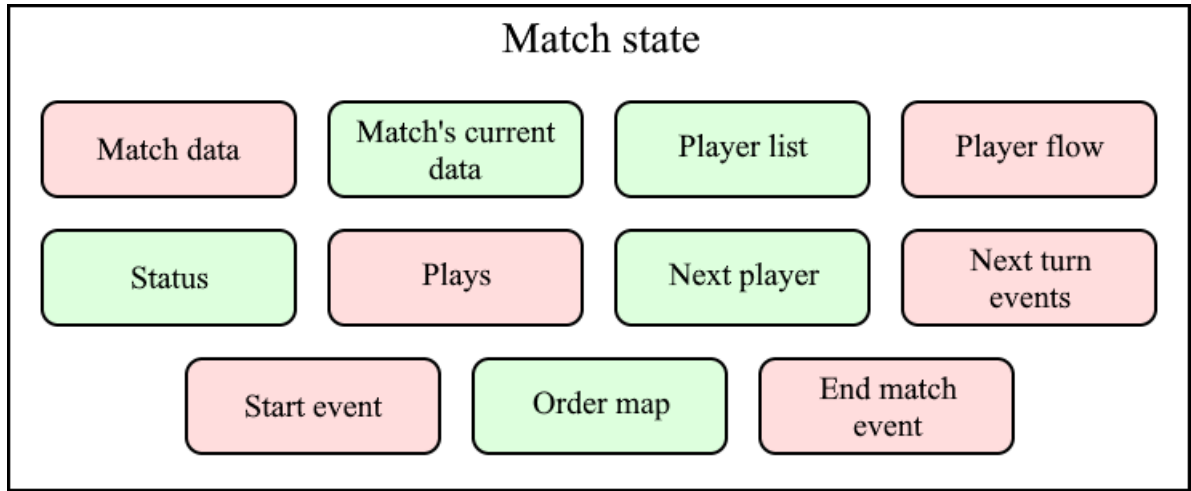 Match state
Match data
Match's current
data
Player list
Player flow
Status
Plays
Next player
Next turn
events
Start event
Order map
End match
event